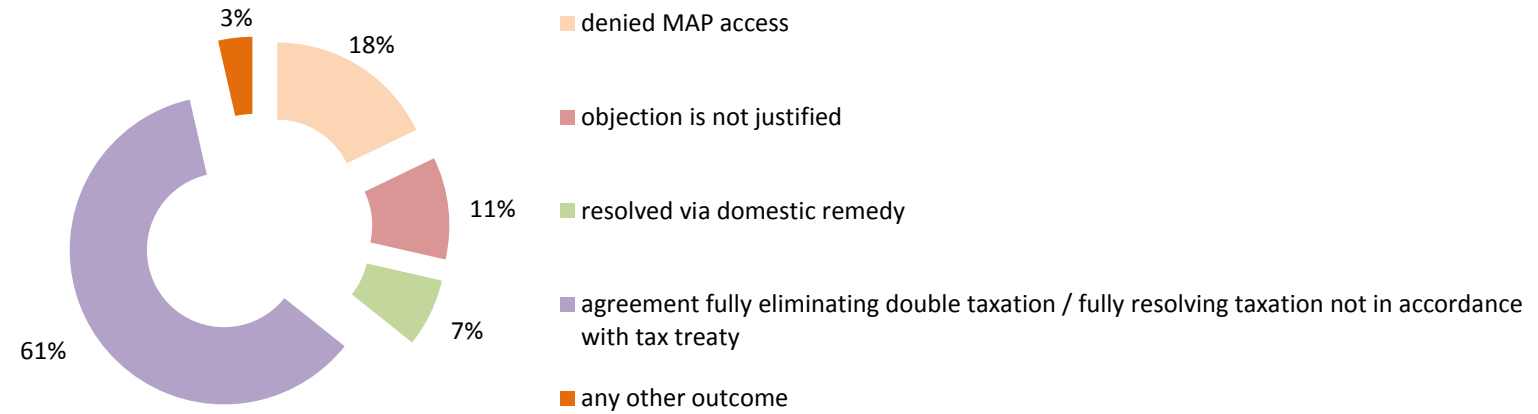 3%
18%
11%
7%
61%
denied MAP access
objection is not justified
resolved via domestic remedy
agreement fully eliminating double taxation / fully resolving taxation not in accordance
with tax treaty
any other outcome